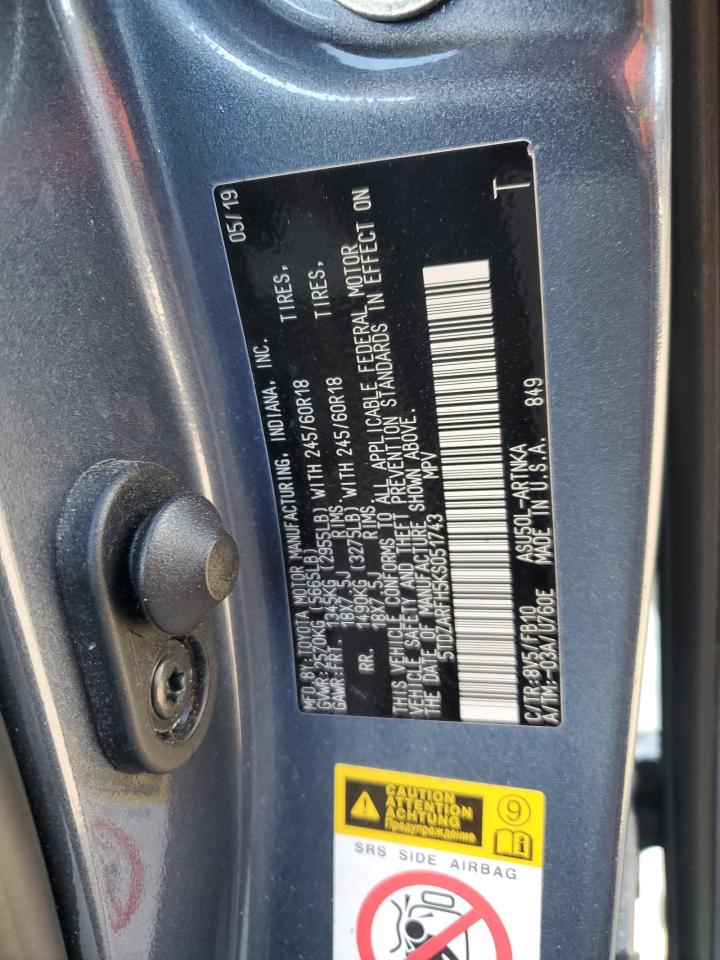 MFD BY:TOYOTA MOTOR MANUFACTURING, INDIANA, INC. 05/19
GVWR:2570KG (5665LB)
GAWR:FRT 1345KG (2955LB) WITH 245/60R18 TIRES,
18X7.5J RIMS
RR. 1490KG (3275LB) WITH 245/60R18 TIRES,
18X7.5J RIMS
THIS VEHICLE CONFORMS TO ALL APPLICABLE FEDERAL MOTOR
VEHICLE SAFETY AND THEFT PREVENTION STANDARDS IN EFFECT ON
THE DATE OF MANUFACTURE SHOWN ABOVE.
5TDZARFH5KS051743 MPV
C/TR:8V5/FB10 ASU50L-ARTNKA 849
A/TM:-03A/U760E MADE IN U.S.A.
T
CAUTION
ATTENTION
ACHTUNG
Предупреждение
9
SRS SIDE AIRBAG